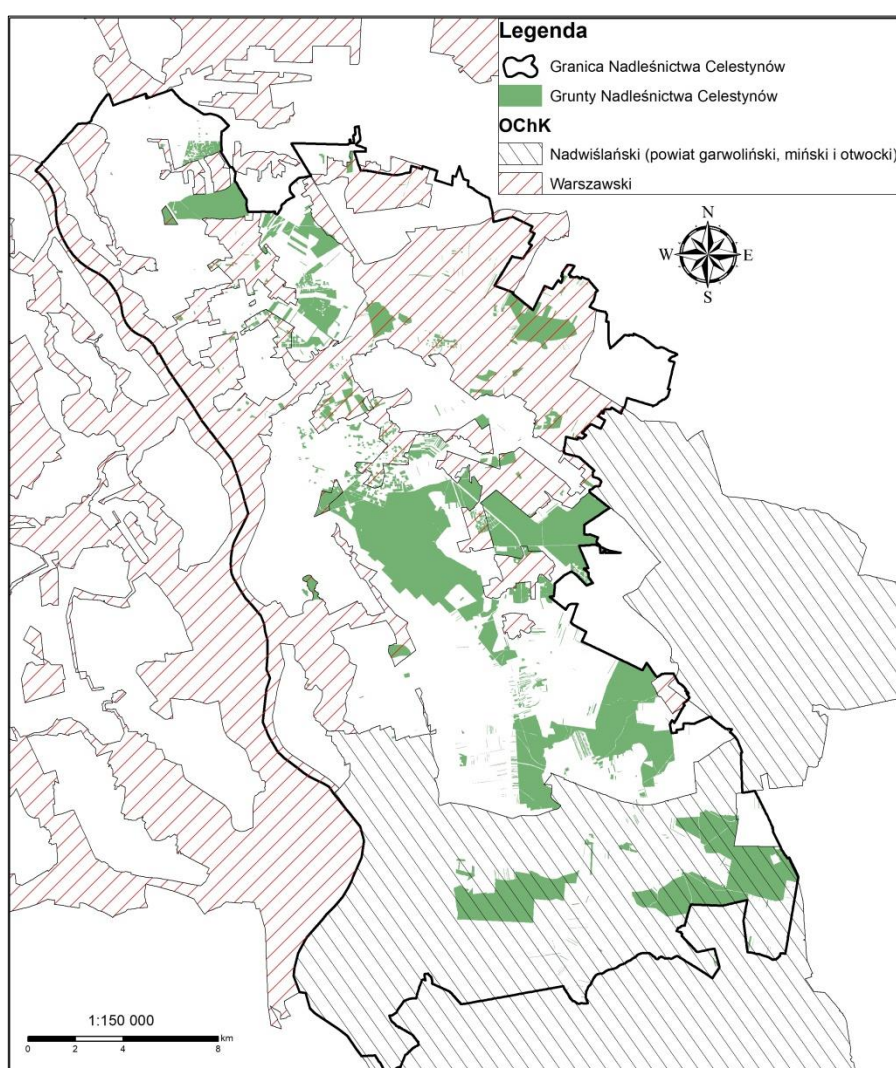 Legenda
Granica Nadleśnictwa Celestynów
Grunty Nadleśnictwa Celestynów
OChK
Nadwiślański (powiat garwoliński, miński i otwocki)
Warszawski
N
W E
S
1:150 000
km
0 2 4 8